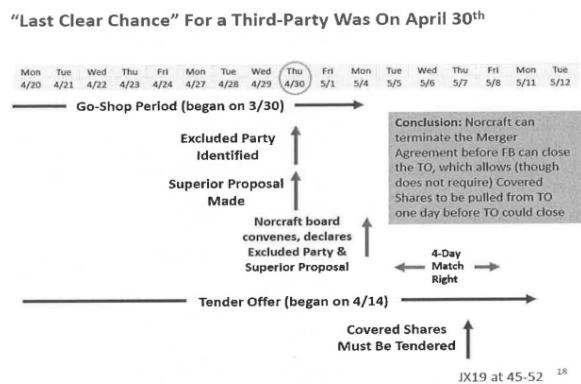 “Last Clear Chance” For a Third-Party Was On April 30th
Mon Tue Wed Thu Fri Mon Tue Wed Thu Fri Mon Tue Wed Thu Fri Mon Tue
4/20 4/21 4/22 4/23 4/24 4/27 4/28 4/29 4/30 5/1 5/4 5/5 5/6 5/7 5/8 5/11 5/12
Go-Shop Period (began on 3/30)
Excluded Party
Identified
Superior Proposal
Made
Norcraft board
convenes, declares
Excluded Party &
Superior Proposal
Conclusion: Norcraft can
terminate the Merger
Agreement before FB can close
the TO, which allows (though
does not require) Covered
Shares to be pulled from TO
one day before TO could close
4-Day
Match
Right
Tender Offer (began on 4/14)
Covered Shares
Must Be Tendered
JX19 at 45-52 18